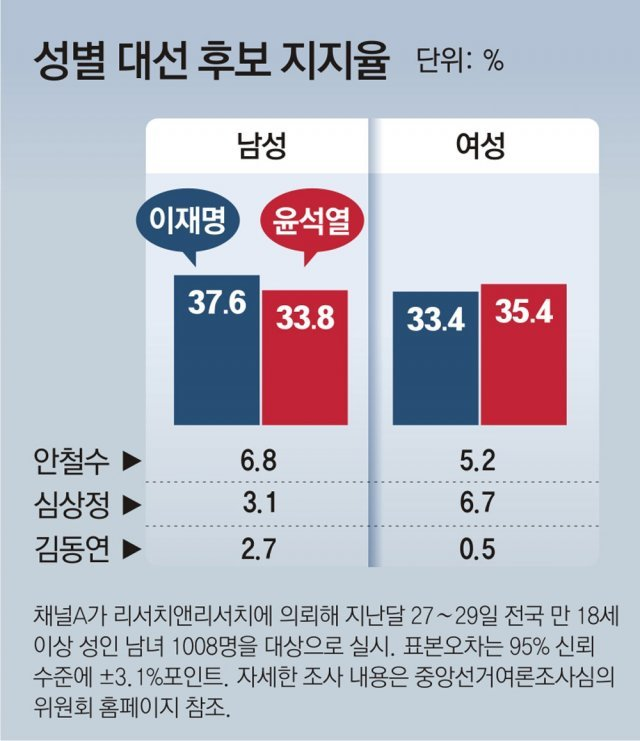 성별 대선 후보 지지율 단위: %
남성 여성
이재명 윤석열
37.6 33.8 33.4 35.4
안철수 ▶ 6.8 5.2
심상정 ▶ 3.1 6.7
김동연 ▶ 2.7 0.5
채널A가 리서치앤리서치에 의뢰해 지난달 27~29일 전국 만 18세
이상 성인 남녀 1008명을 대상으로 실시. 표본오차는 95% 신뢰
수준에 ±3.1%포인트. 자세한 조사 내용은 중앙선거여론조사심의
위원회 홈페이지 참조.